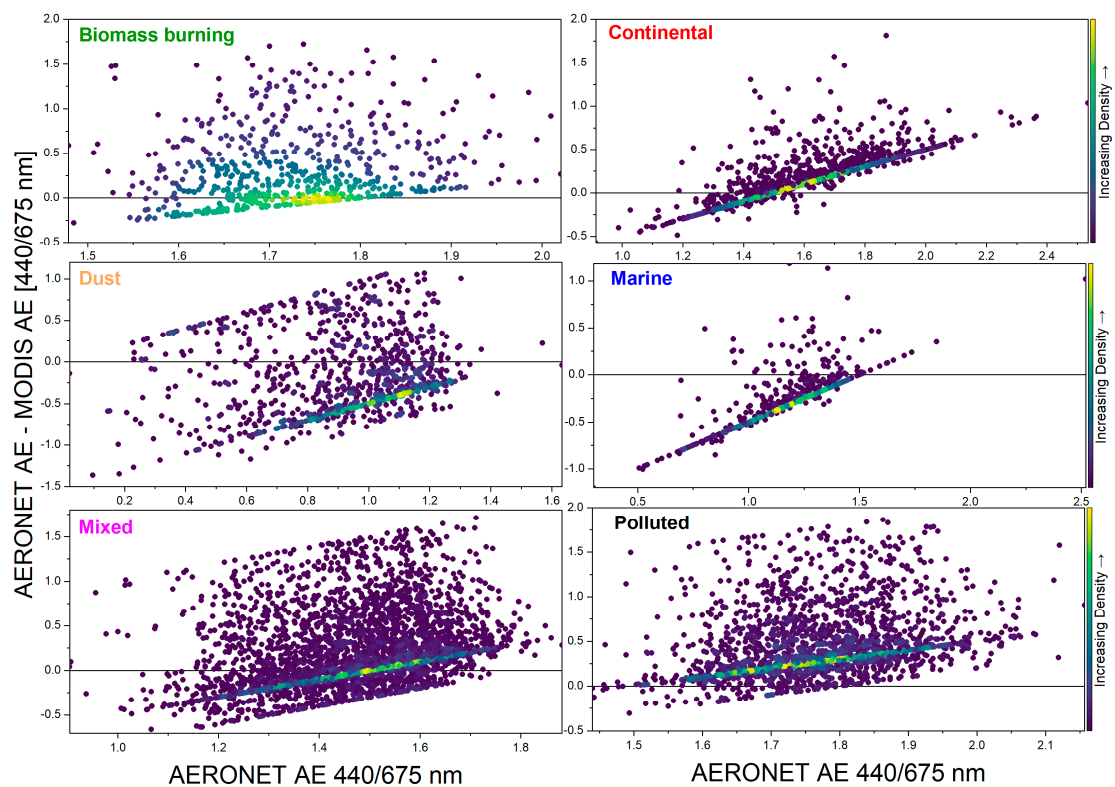 AERONET AE - MODIS AE [440/675 nm]
Biomass burning
2.0
1.5
1.0
0.5
0.0
-0.5
1.5 1.6 1.7 1.8 1.9 2.0
Continental
2.0
1.5
1.0
0.5
0.0
-0.5
1.0 1.2 1.4 1.6 1.8 2.0 2.2 2.4
Increasing Density →
Dust
1.0
0.5
0.0
-0.5
-1.0
-1.5
0.2 0.4 0.6 0.8 1.0 1.2 1.4 1.6
Marine
1.0
0.5
0.0
-0.5
-1.0
0.5 1.0 1.5 2.0 2.5
Increasing Density →
Mixed
1.5
1.0
0.5
0.0
-0.5
1.0 1.2 1.4 1.6 1.8
AERONET AE 440/675 nm
Polluted
2.0
1.5
1.0
0.5
0.0
-0.5
1.5 1.6 1.7 1.8 1.9 2.0 2.1
AERONET AE 440/675 nm
Increasing Density →